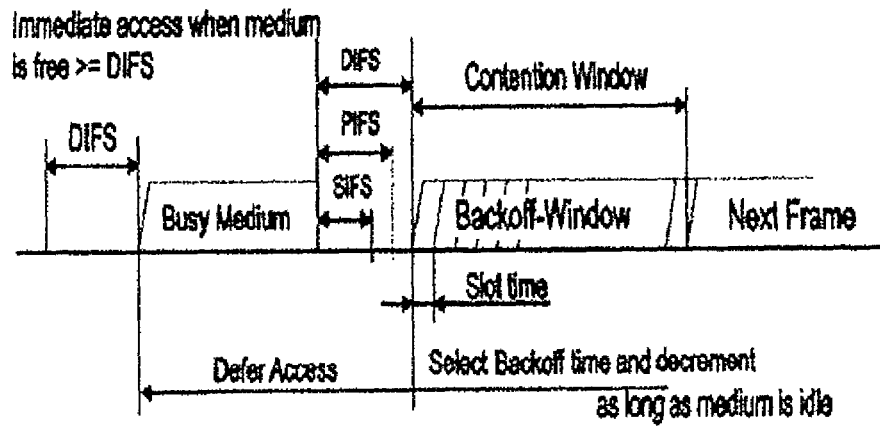 Immediate access when medium
is free >= DIFS
DIFS
DIFS
PIFS
SIFS
Contention Window
Busy Medium
Backoff-Window
Next Frame
Slot time
Defer Access
Select Backoff time and decrement
as long as medium is idle